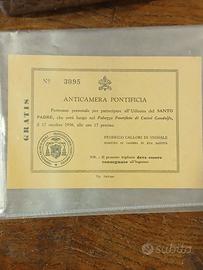 GRATIS
Nº 3895
ANTICAMERA PONTIFICIA
Permesso personale per partecipare all'Udienza del SANTO
PADRE, che avrà luogo nel Palazzo Pontificio di Castel Gandolfo,
il 17 ottobre 1956, alle ore 17 precise.
FEDERICO CALLORI DI VIGNALE
MAESTRO DI CAMERA DI SUA SANTITÀ
NB. - Il presente biglietto deve essere
consegnato all'ingresso
subito